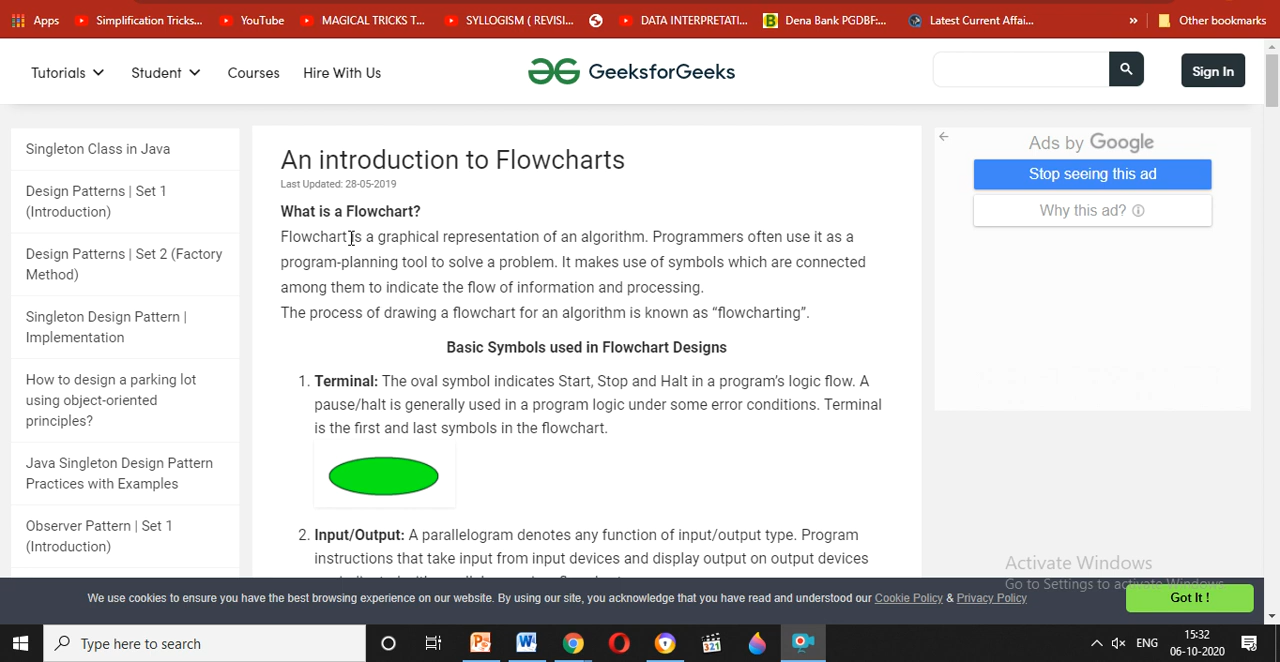 Apps Simplification Tricks... YouTube MAGICAL TRICKS T... SYLLOGISM ( REVISI... DATA INTERPRETATI... B Dena Bank PGDBF:... Latest Current Affai... » Other bookmarks
Tutorials Student Courses Hire With Us GeeksforGeeks Sign In
Singleton Class in Java
Design Patterns | Set 1
(Introduction)
Design Patterns | Set 2 (Factory
Method)
Singleton Design Pattern |
Implementation
How to design a parking lot
using object-oriented
principles?
Java Singleton Design Pattern
Practices with Examples
Observer Pattern | Set 1
(Introduction)
An introduction to Flowcharts
Last Updated: 28-05-2019
What is a Flowchart?
Flowchart is a graphical representation of an algorithm. Programmers often use it as a
program-planning tool to solve a problem. It makes use of symbols which are connected
among them to indicate the flow of information and processing.
The process of drawing a flowchart for an algorithm is known as “flowcharting”.
Basic Symbols used in Flowchart Designs
1. Terminal: The oval symbol indicates Start, Stop and Halt in a program’s logic flow. A
pause/halt is generally used in a program logic under some error conditions. Terminal
is the first and last symbols in the flowchart.
2. Input/Output: A parallelogram denotes any function of input/output type. Program
instructions that take input from input devices and display output on output devices
Ads by Google
Stop seeing this ad
Why this ad?
Activate Windows
Go to Settings to activate Windows.
We use cookies to ensure you have the best browsing experience on our website. By using our site, you acknowledge that you have read and understood our Cookie Policy & Privacy Policy
Got It !
Type here to search
321
ENG
15:32
06-10-2020